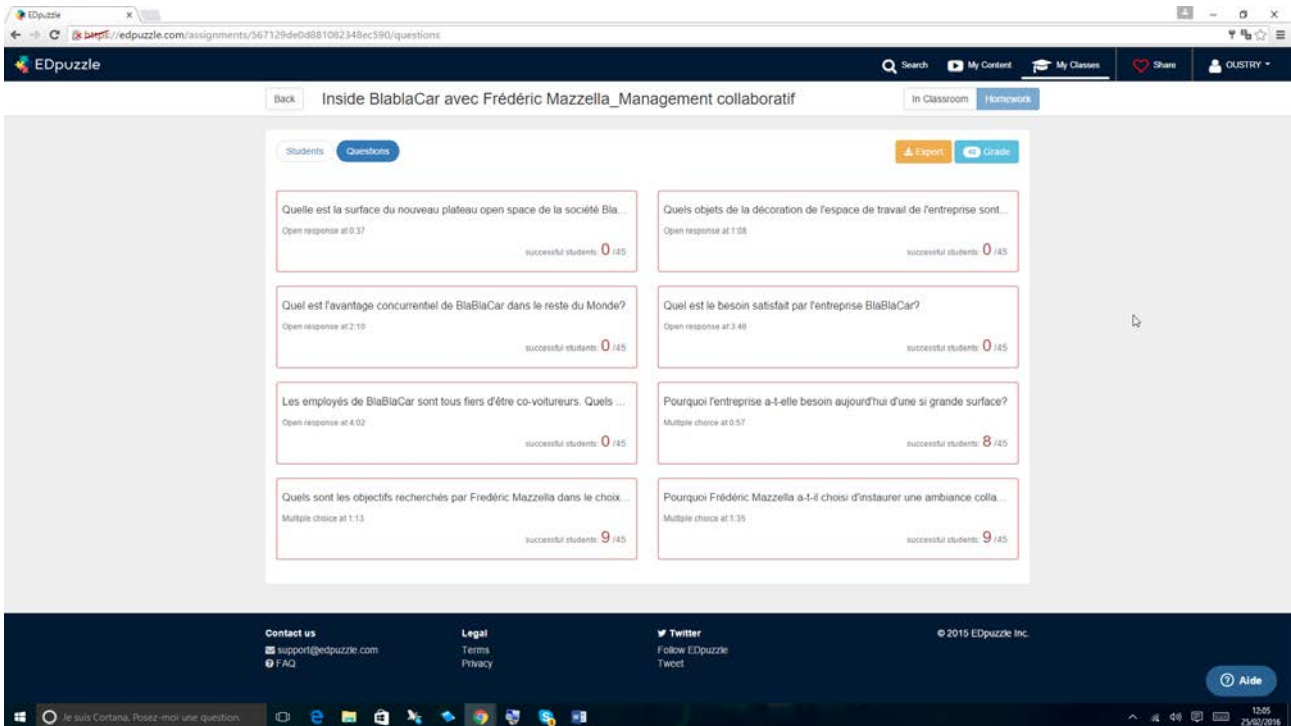 EDpuzzle
https://edpuzzle.com/assignments/567129de0d881082348ec590/questions
EDpuzzle
Search
My Content
My Classes
Share
OUSTRY
Back
Inside BlablaCar avec Frédéric Mazzella_Management collaboratif
In Classroom
Homework
Students
Questions
Export
Grade
Quelle est la surface du nouveau plateau open space de la société Bla...
Open response at 0:37
successful students: 0 /45
Quels objets de la décoration de l'espace de travail de l'entreprise sont...
Open response at 1:08
successful students: 0 /45
Quel est l'avantage concurrentiel de BlaBlaCar dans le reste du Monde?
Open response at 2:10
successful students: 0 /45
Quel est le besoin satisfait par l'entreprise BlaBlaCar?
Open response at 3:48
successful students: 0 /45
Les employés de BlaBlaCar sont tous fiers d'être co-voitureurs. Quels ...
Open response at 4:02
successful students: 0 /45
Pourquoi l'entreprise a-t-elle besoin aujourd'hui d'une si grande surface?
Multiple choice at 0:57
successful students: 8 /45
Quels sont les objectifs recherchés par Fredéric Mazzella dans le choix...
Multiple choice at 1:13
successful students: 9 /45
Pourquoi Frédéric Mazzella a-t-il choisi d'instaurer une ambiance colla...
Multiple choice at 1:35
successful students: 9 /45
Contact us
support@edpuzzle.com
FAQ
Legal
Terms
Privacy
Twitter
Follow EDpuzzle
Tweet
© 2015 EDpuzzle Inc.
Aide
Je suis Cortana. Posez-moi une question.
12:05
25/02/2016